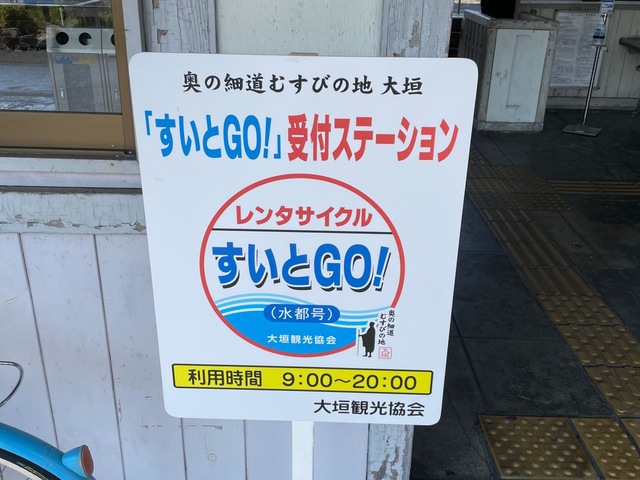 奥の細道むすびの地 大垣
「すいとGO!」受付ステーション
レンタサイクル
すいとGO!
(水都号)
大垣観光協会
奥の細道
むすびの地
大垣
利用時間 9:00～20:00
大垣観光協会